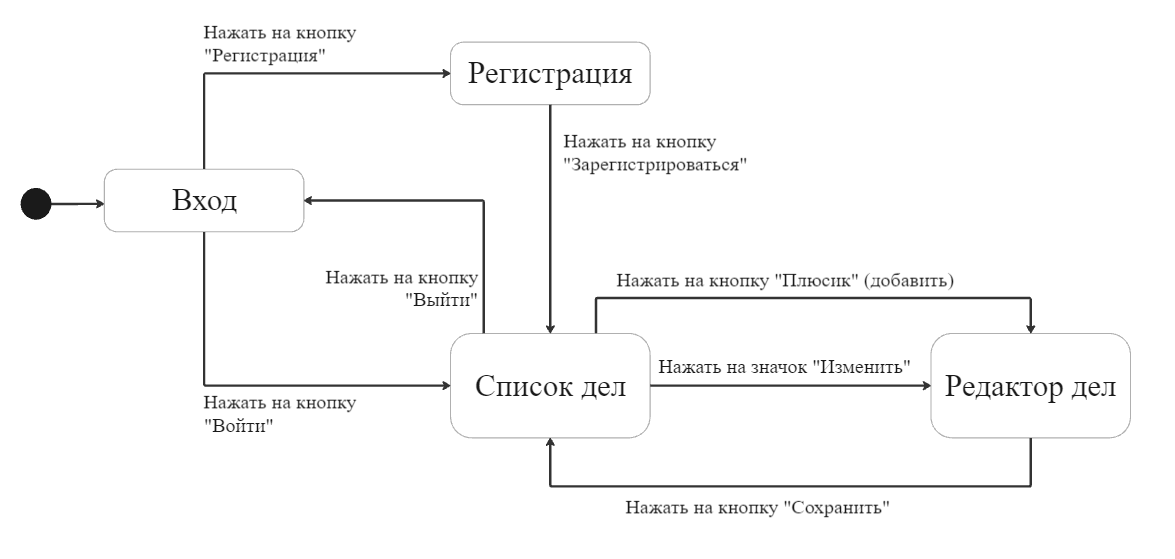 Нажать на кнопку
"Регистрация"
Регистрация
Нажать на кнопку
"Зарегистрироваться"
Вход
Нажать на кнопку
"Выйти"
Нажать на кнопку "Плюсик" (добавить)
Нажать на значок "Изменить"
Список дел
Редактор дел
Нажать на кнопку
"Войти"
Нажать на кнопку "Сохранить"